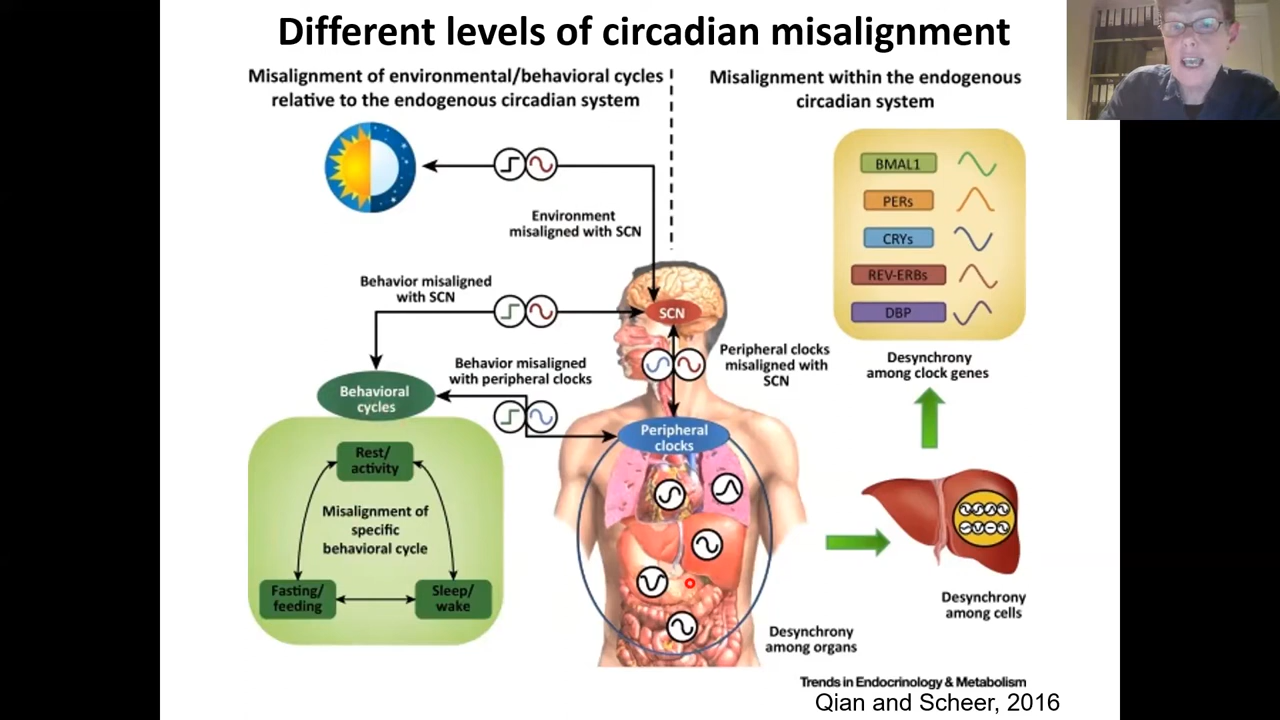 Different levels of circadian misalignment
Misalignment of environmental/behavioral cycles
relative to the endogenous circadian system
Misalignment within the endogenous
circadian system
Environment
misaligned with SCN
Behavior misaligned
with SCN
SCN
Behavior misaligned
with peripheral clocks
Peripheral clocks
misaligned with
SCN
Behavioral
cycles
Peripheral
clocks
Rest/
activity
Misalignment of
specific
behavioral cycle
Fasting/
feeding
Sleep/
wake
BMAL1
PERs
CRYs
REV-ERBs
DBP
Desynchrony
among clock genes
Desynchrony
among cells
Desynchrony
among organs
Trends in Endocrinology & Metabolism
Qian and Scheer, 2016